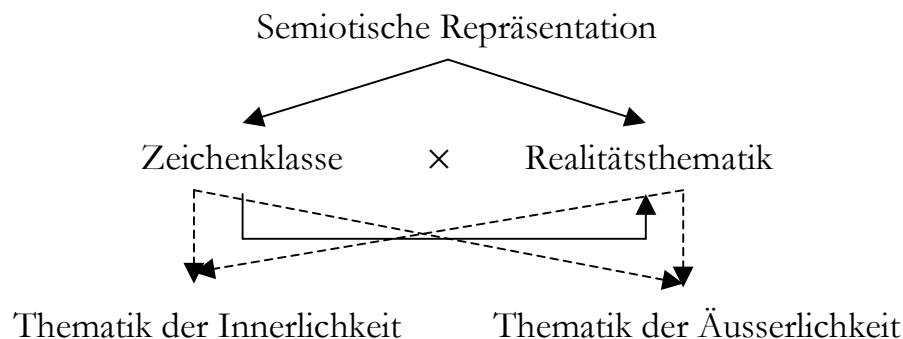 Semiotische Repräsentation
Zeichenklasse × Realitätsthematik
Thematik der Innerlichkeit Thematik der Äusserlichkeit